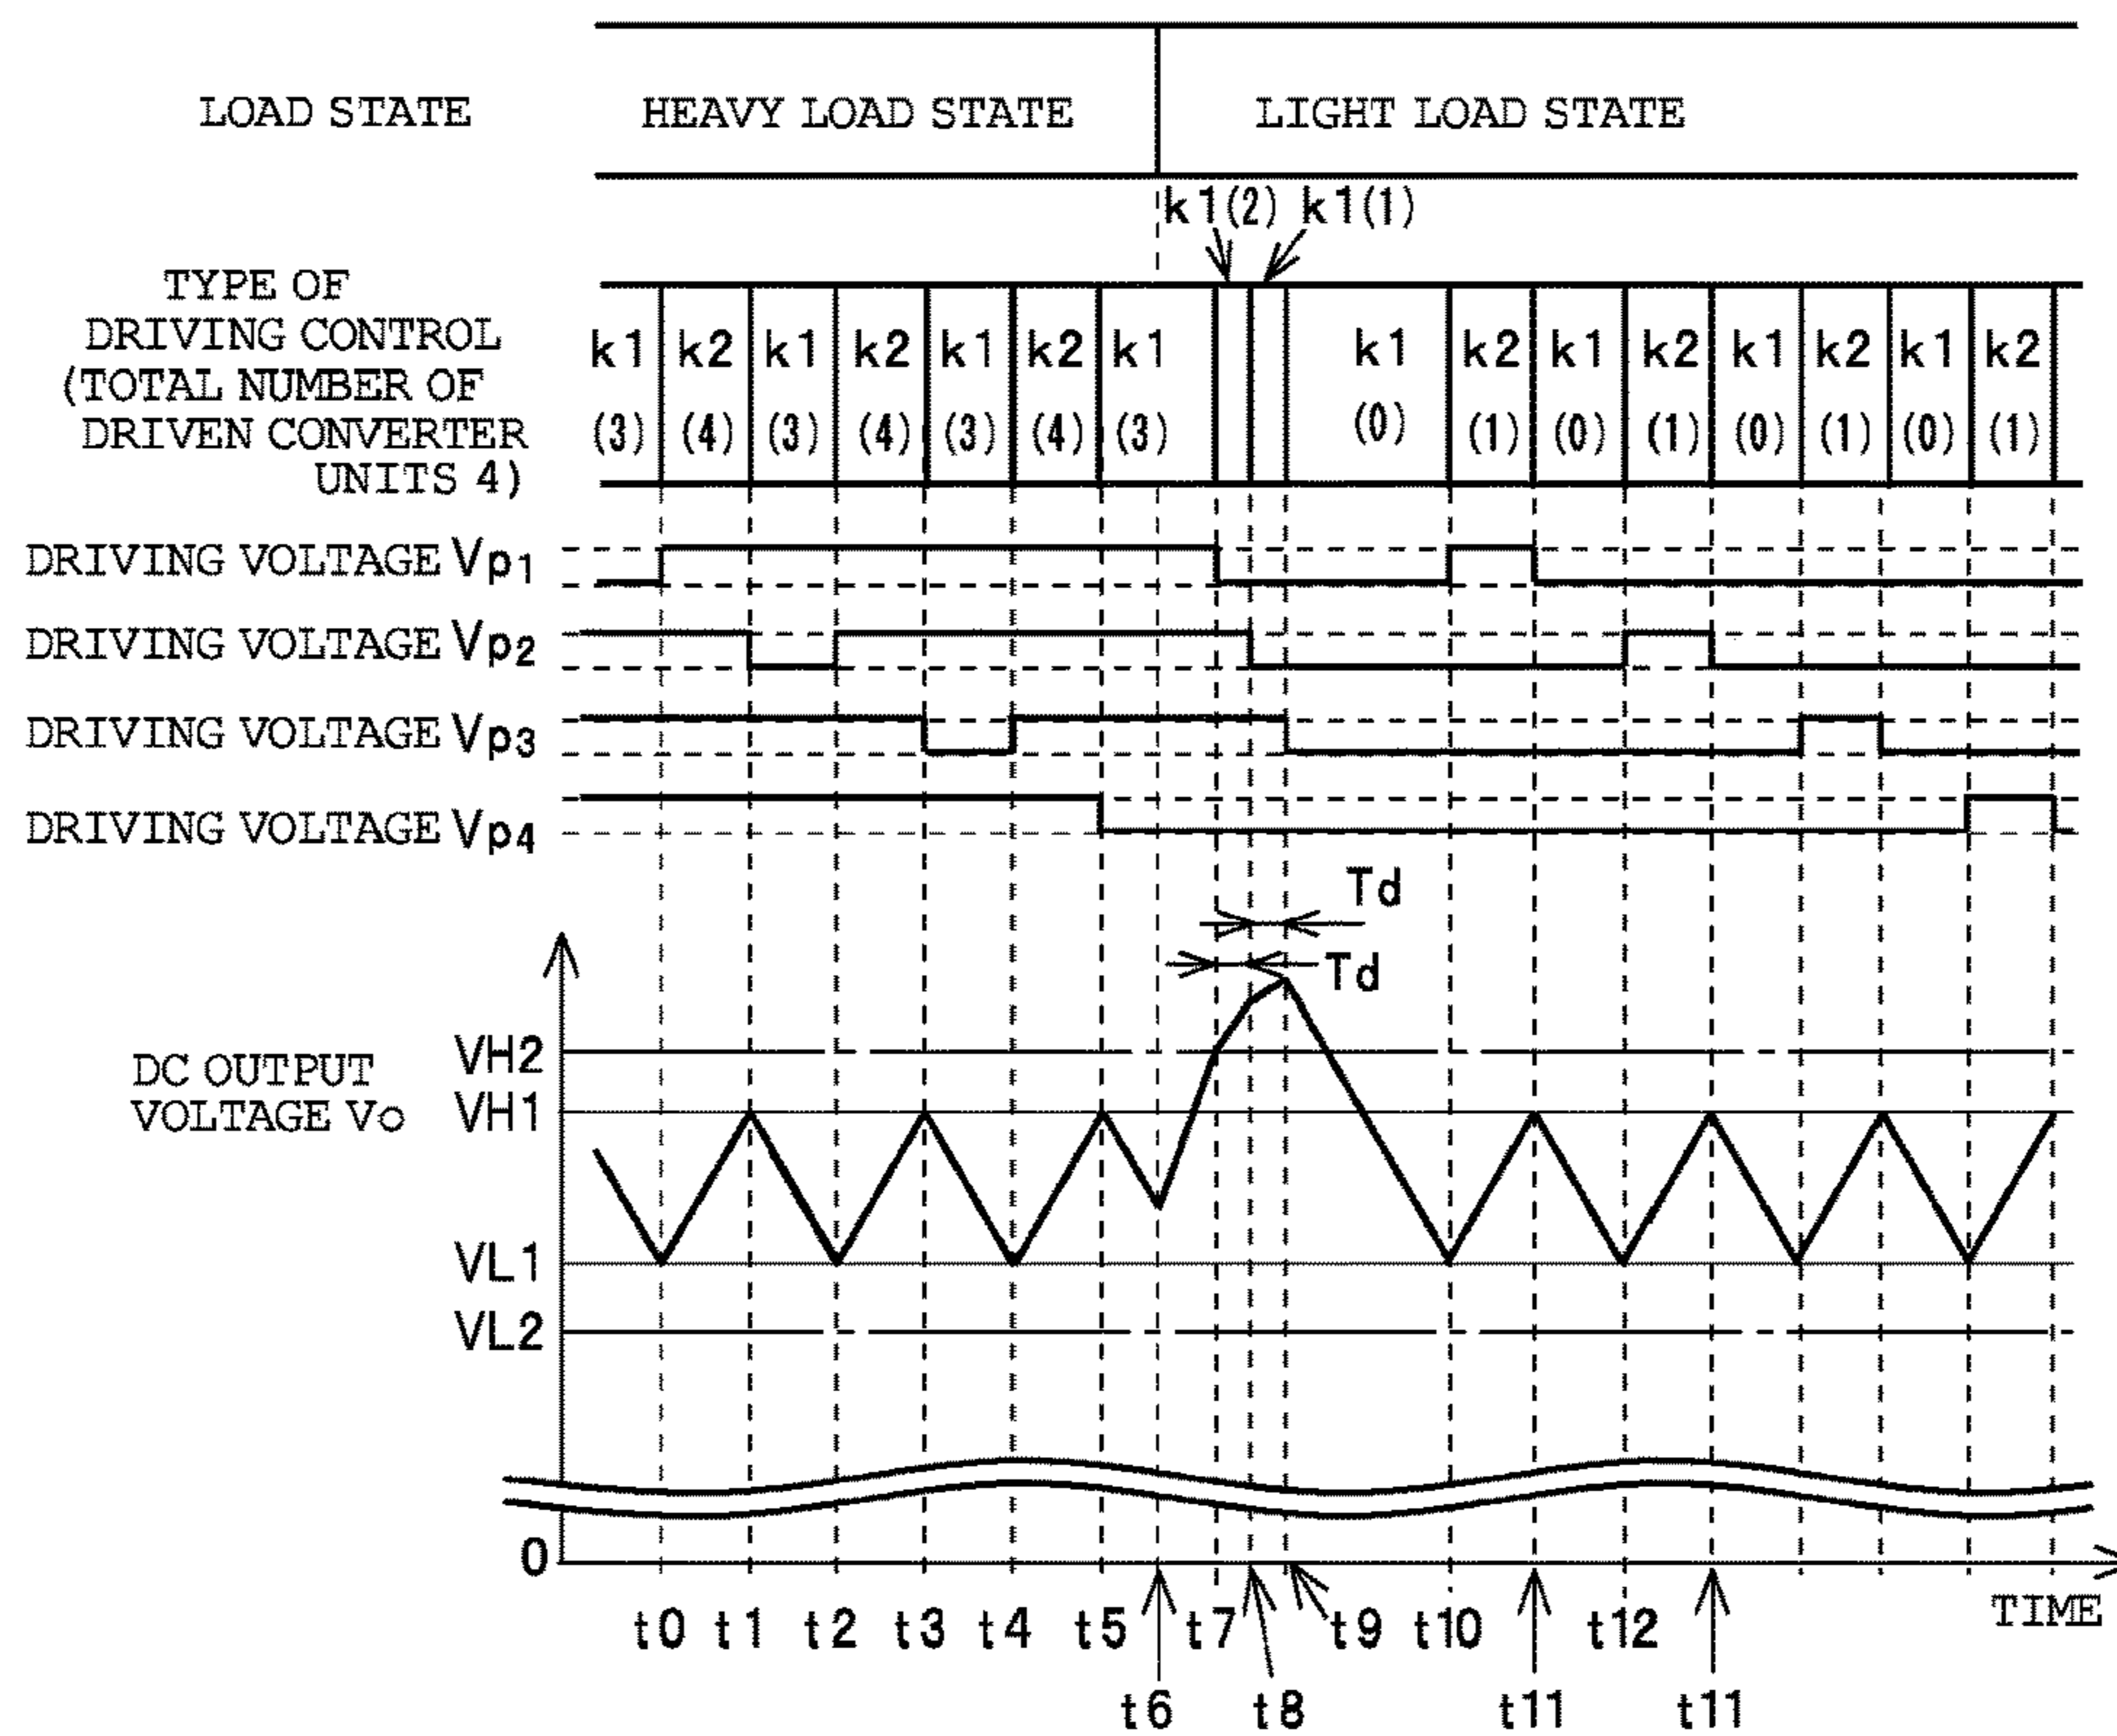 LOAD STATE HEAVY LOAD STATE LIGHT LOAD STATE
k1(2) k1(1)
TYPE OF
DRIVING CONTROL
(TOTAL NUMBER OF
DRIVEN CONVERTER
UNITS 4)
k1 k2 k1 k2 k1 k2 k1 k1 k2 k1 k2 k1 k2 k1 k2
(3) (4) (3) (4) (3) (4) (3) (0) (1) (0) (1) (0) (1) (0) (1)
DRIVING VOLTAGE Vp1
DRIVING VOLTAGE Vp2
DRIVING VOLTAGE Vp3
DRIVING VOLTAGE Vp4
Td
Td
DC OUTPUT
VOLTAGE Vo
VH2
VH1
VL1
VL2
0
t0 t1 t2 t3 t4 t5 t7 t9 t10 t12 TIME
t6 t8 t11 t11